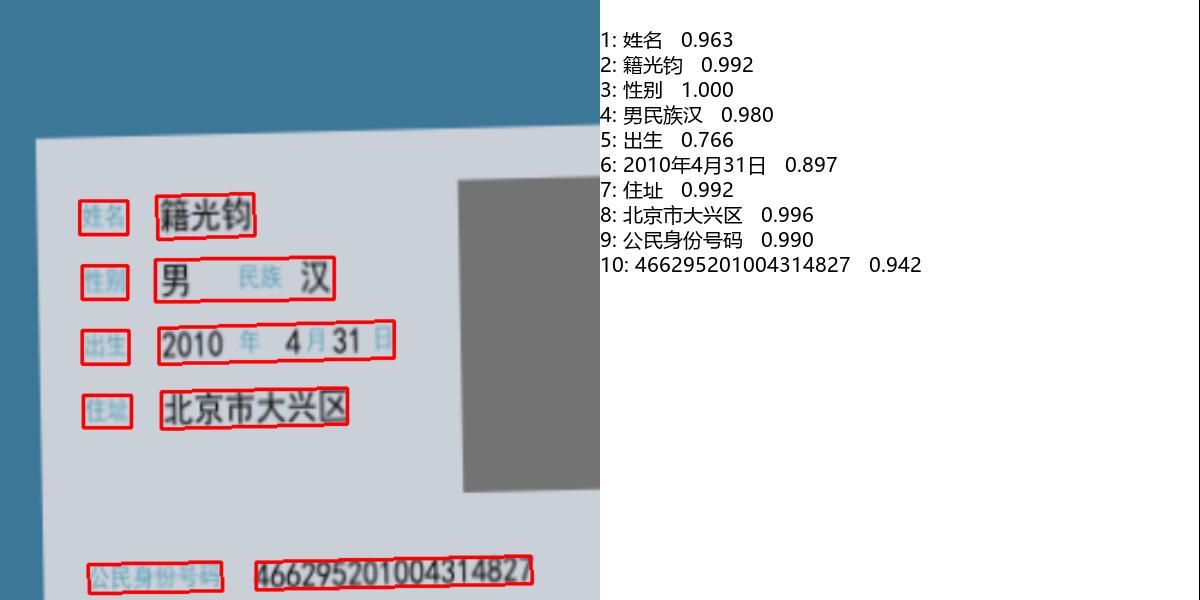 姓名 籍光钧
性别 男 民族 汉
出生 2010 年 4 月 31 日
住址 北京市大兴区
公民身份号码 466295201004314827
1: 姓名 0.963
2: 籍光钧 0.992
3: 性别 1.000
4: 男民族汉 0.980
5: 出生 0.766
6: 2010年4月31日 0.897
7: 住址 0.992
8: 北京市大兴区 0.996
9: 公民身份号码 0.990
10: 466295201004314827 0.942